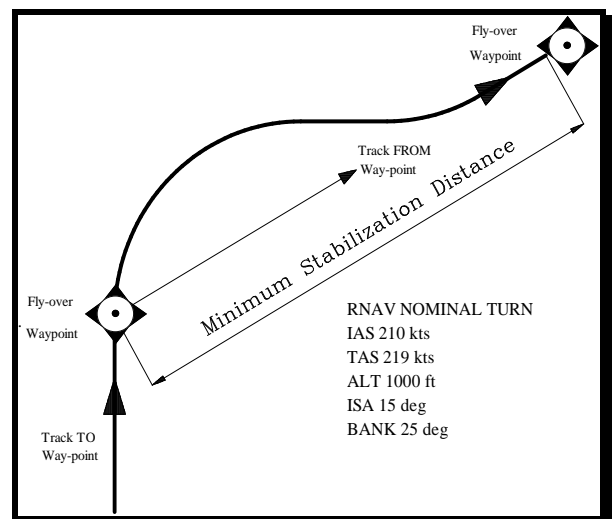 Fly-over
Waypoint
Track FROM
Way-point
Minimum Stabilization Distance
Fly-over
Waypoint
RNAV NOMINAL TURN
IAS 210 kts
TAS 219 kts
ALT 1000 ft
ISA 15 deg
BANK 25 deg
Track TO
Way-point